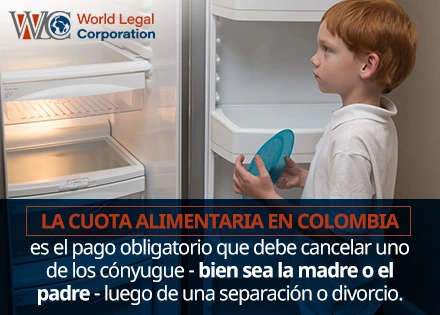 WLC World Legal
Corporation
LA CUOTA ALIMENTARIA EN COLOMBIA
es el pago obligatorio que debe cancelar uno
de los cónyugue - bien sea la madre o el
padre - luego de una separación o divorcio.